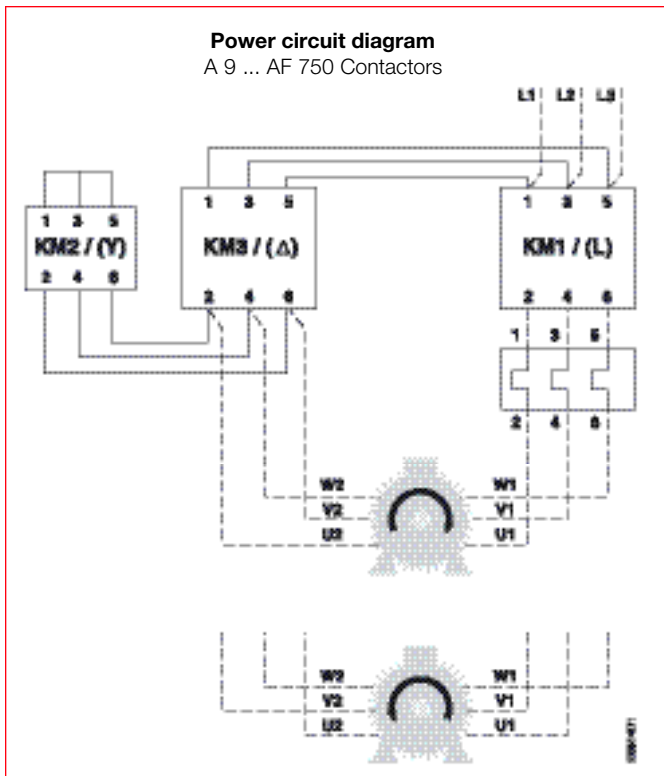 Power circuit diagram
A 9 ... AF 750 Contactors
L1 L2 L3
1 3 5
1 3 5
1 3 5
KM2 / (Y)
KM3 / (Δ)
KM1 / (L)
2 4 6
2 4 6
2 4 6
1 3 5
2 4 6
W2 W1
V2 V1
U2 U1
W2 W1
V2 V1
U2 U1